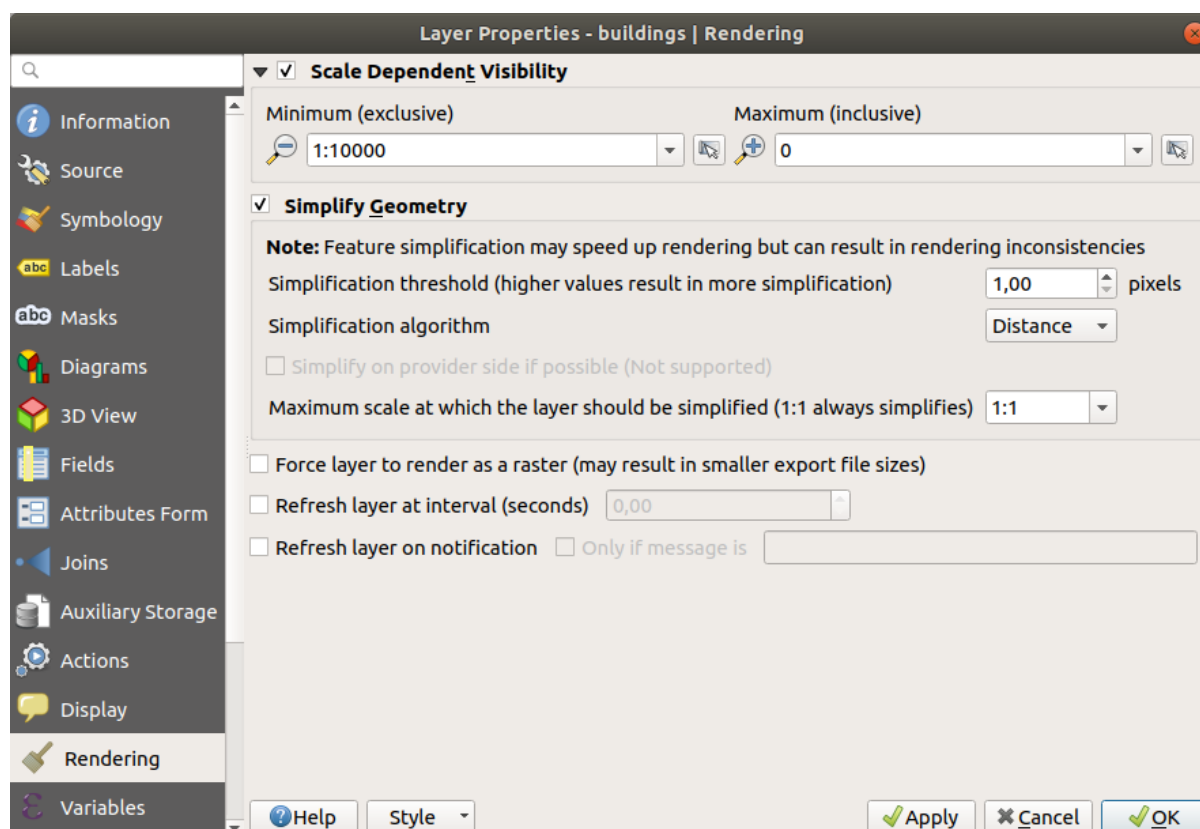 Layer Properties - buildings | Rendering
Information
Source
Symbology
abc Labels
abc Masks
Diagrams
3D View
Fields
Attributes Form
Joins
Auxiliary Storage
Actions
Display
Rendering
Variables
Scale Dependent Visibility
Minimum (exclusive) Maximum (inclusive)
1:10000 0
Simplify Geometry
Note: Feature simplification may speed up rendering but can result in rendering inconsistencies
Simplification threshold (higher values result in more simplification) 1,00 pixels
Simplification algorithm Distance
Simplify on provider side if possible (Not supported)
Maximum scale at which the layer should be simplified (1:1 always simplifies) 1:1
Force layer to render as a raster (may result in smaller export file sizes)
Refresh layer at interval (seconds) 0,00
Refresh layer on notification Only if message is
Help Style Apply Cancel OK